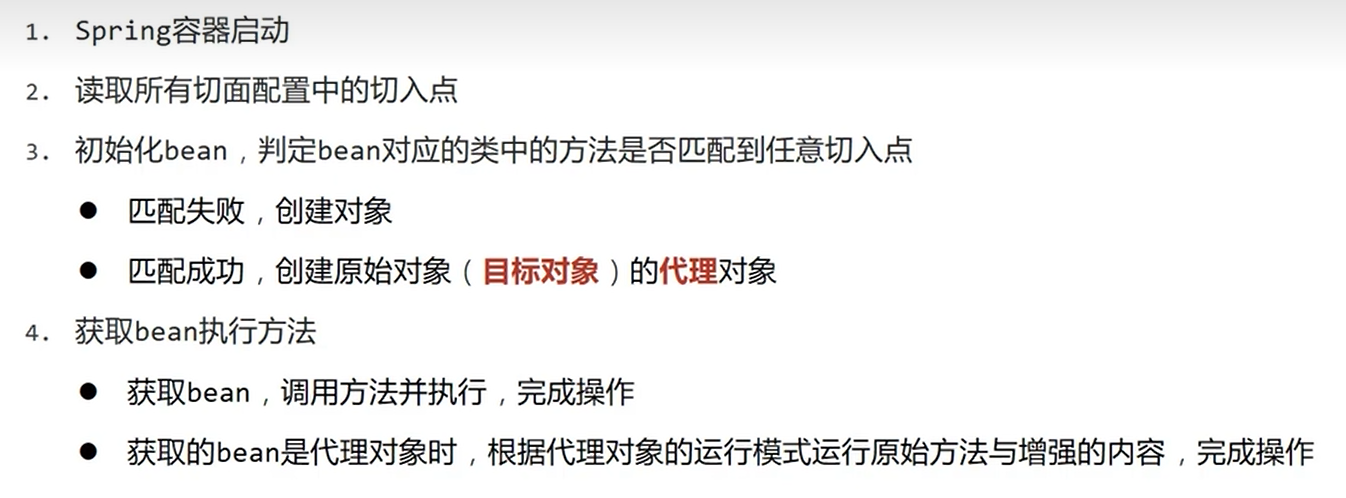 1. Spring容器启动
2. 读取所有切面配置中的切入点
3. 初始化bean，判定bean对应的类中的方法是否匹配到任意切入点
● 匹配失败，创建对象
● 匹配成功，创建原始对象（目标对象）的代理对象
4. 获取bean执行方法
● 获取bean，调用方法并执行，完成操作
● 获取的bean是代理对象时，根据代理对象的运行模式运行原始方法与增强的内容，完成操作